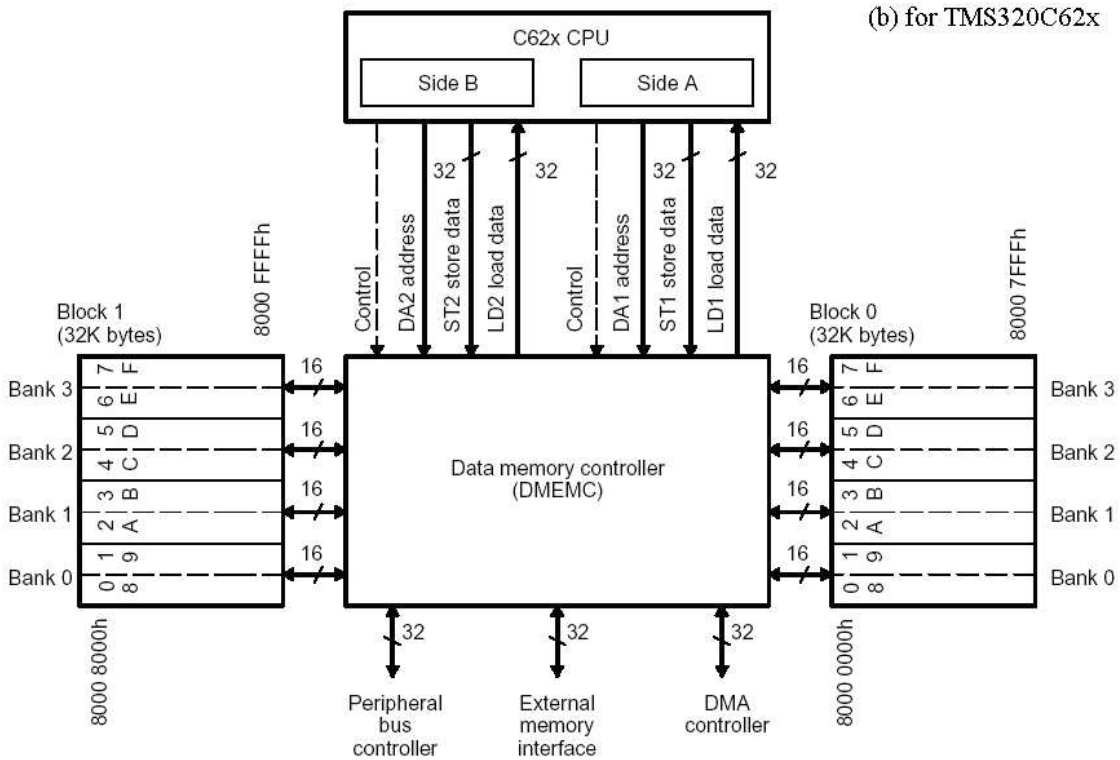 (b) for TMS320C62x
C62x CPU
Side B
Side A
32
32
32
32
Control
DA2 address
ST2 store data
LD2 load data
Control
DA1 address
ST1 store data
LD1 load data
8000 FFFFh
Block 1
(32K bytes)
Block 0
(32K bytes)
8000 7FFFh
Bank 3
7 F
6 E
16
16
7 F
6 E
Bank 3
Bank 2
5 D
4 C
16
16
5 D
4 C
Bank 2
Data memory controller
(DMEMC)
Bank 1
3 B
2 A
16
16
3 B
2 A
Bank 1
Bank 0
1 9
0 8
16
16
1 9
0 8
Bank 0
8000 8000h
8000 0000h
32
32
32
Peripheral
bus
controller
External
memory
interface
DMA
controller